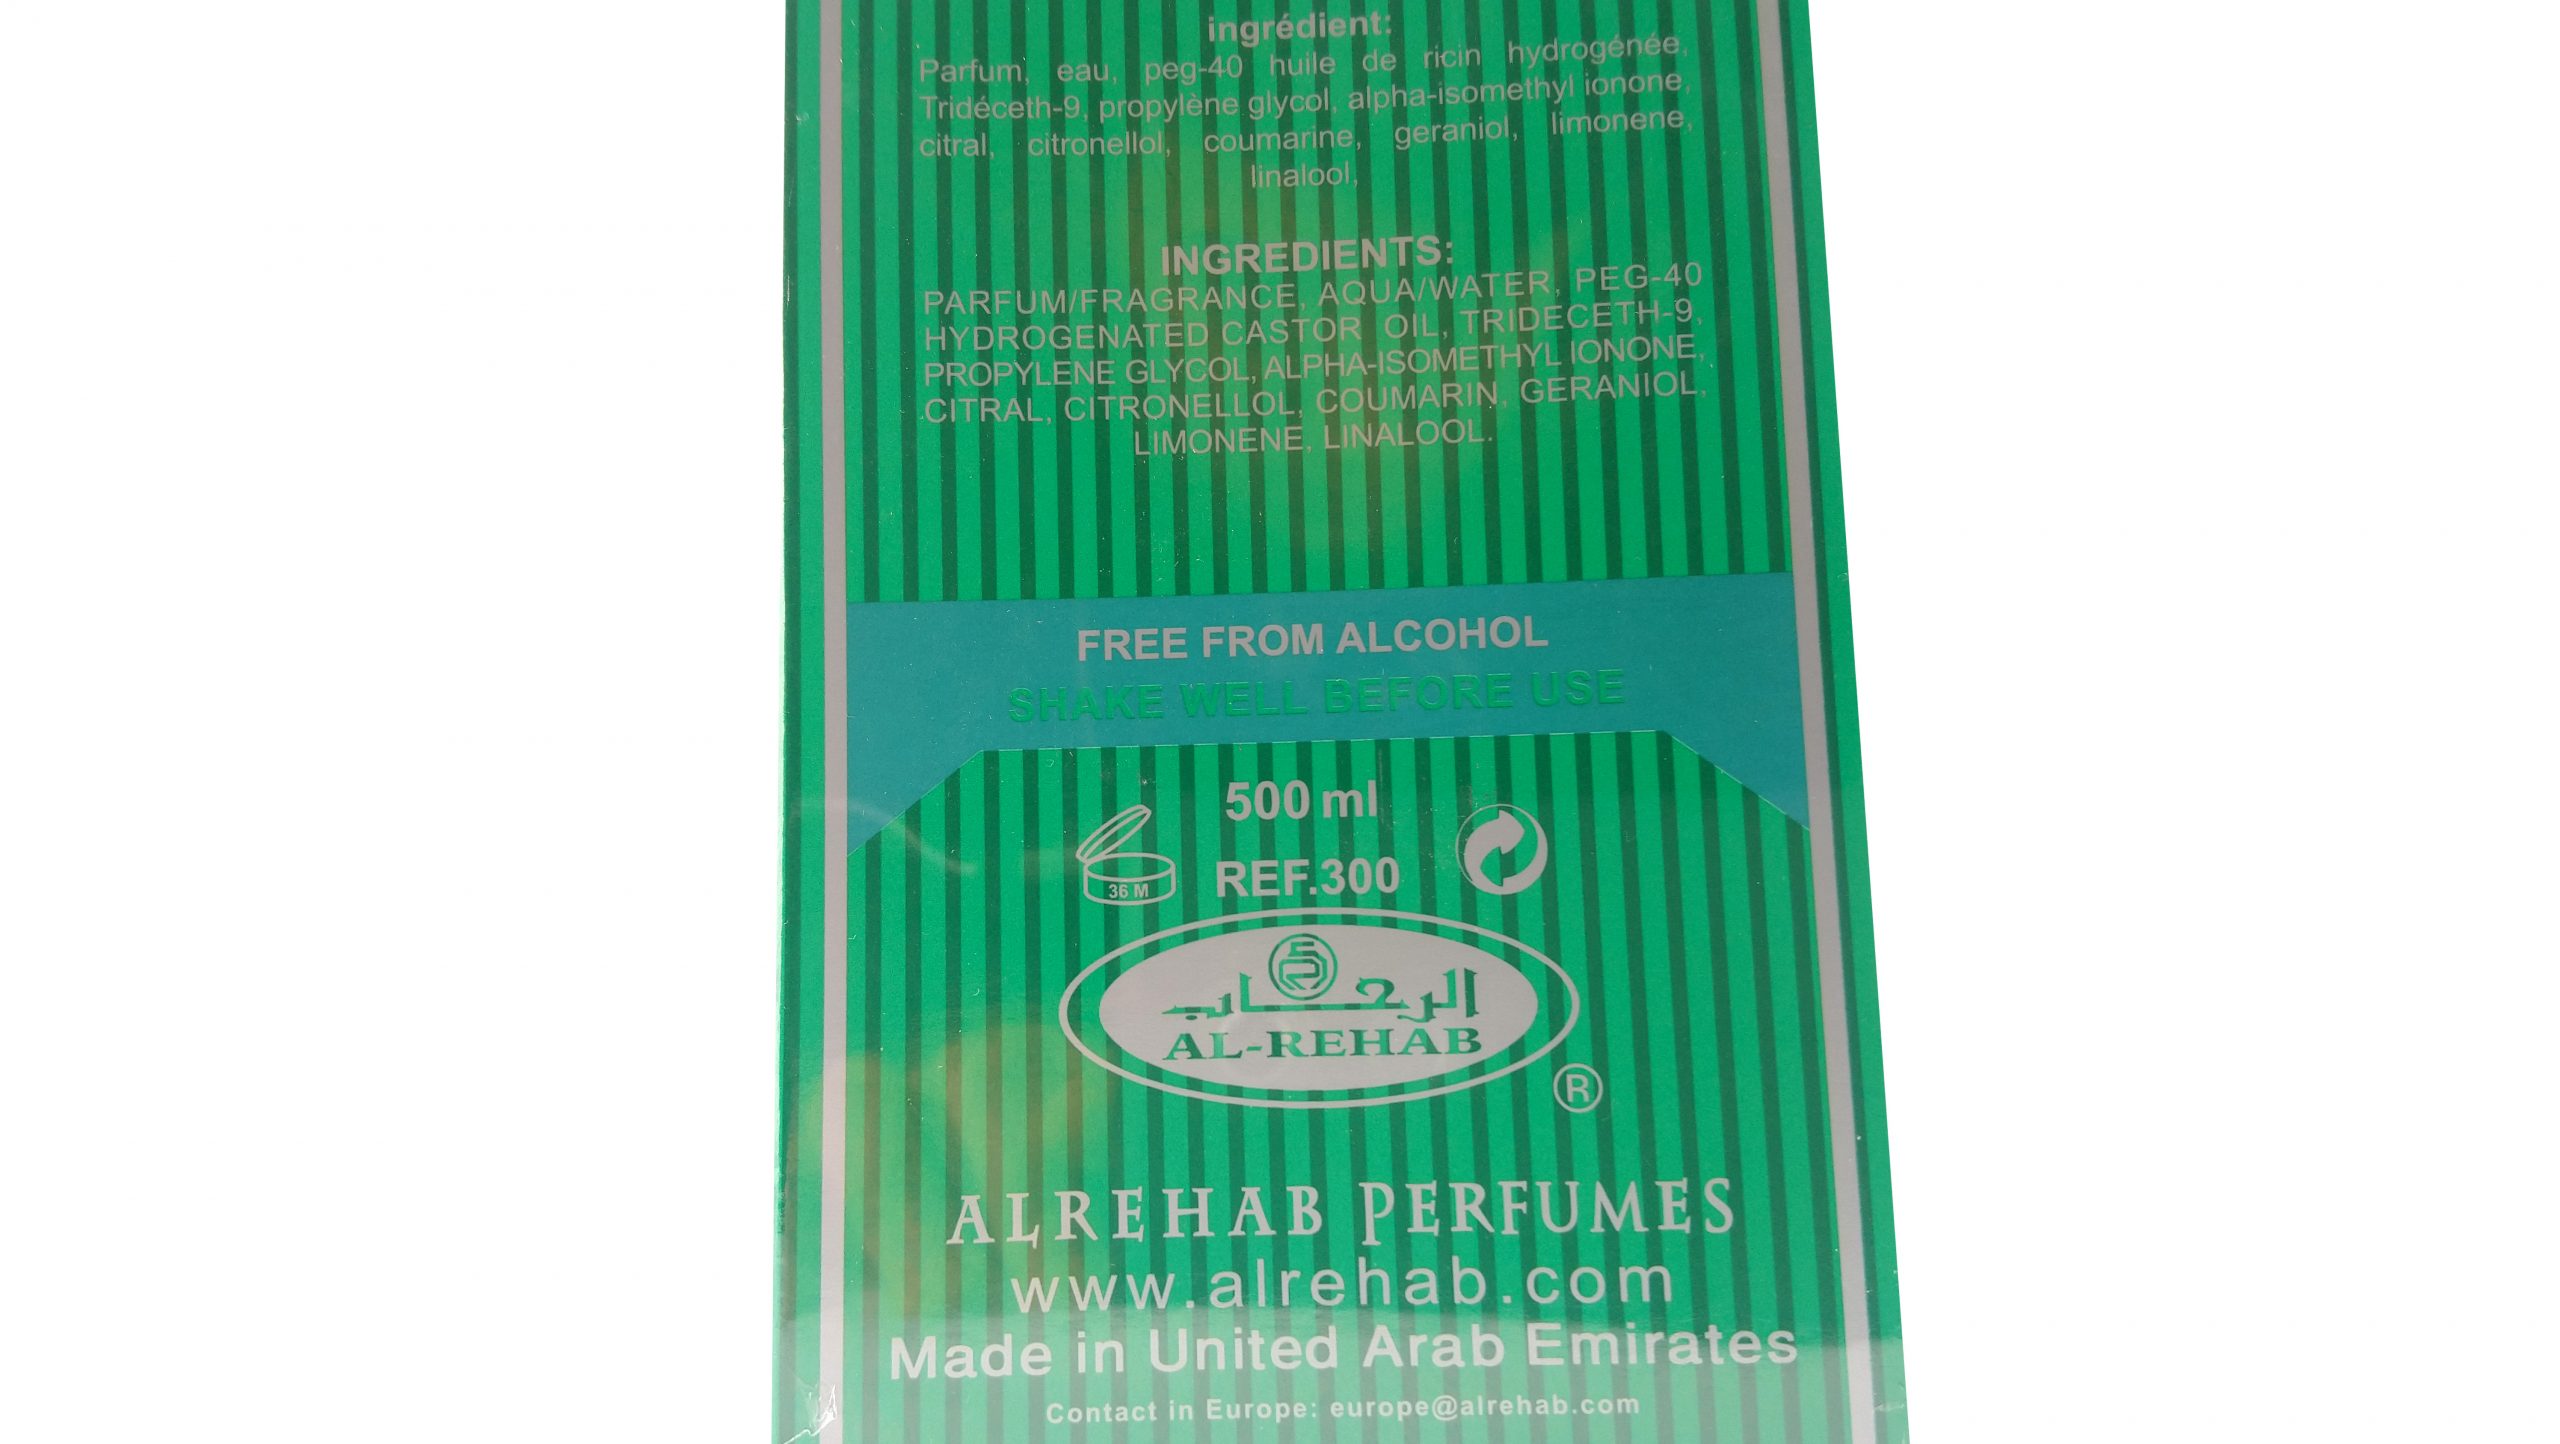 ingrédient:
Parfum, eau, peg-40 huile de ricin hydrogénée,
Tridéceth-9, propylène glycol, alpha-isomethyl ionone,
citral, citronellol, coumarine, geraniol, limonene,
linalool,
INGREDIENTS:
PARFUM/FRAGRANCE, AQUA/WATER, PEG-40
HYDROGENATED CASTOR OIL, TRIDECETH-9,
PROPYLENE GLYCOL, ALPHA-ISOMETHYL IONONE,
CITRAL, CITRONELLOL, COUMARIN, GERANIOL,
LIMONENE, LINALOOL.
FREE FROM ALCOHOL
SHAKE WELL BEFORE USE
500 ml
36 M
REF.300
الرحاب
AL-REHAB
®
ALREHAB PERFUMES
www.alrehab.com
Made in United Arab Emirates
Contact in Europe: europe@alrehab.com